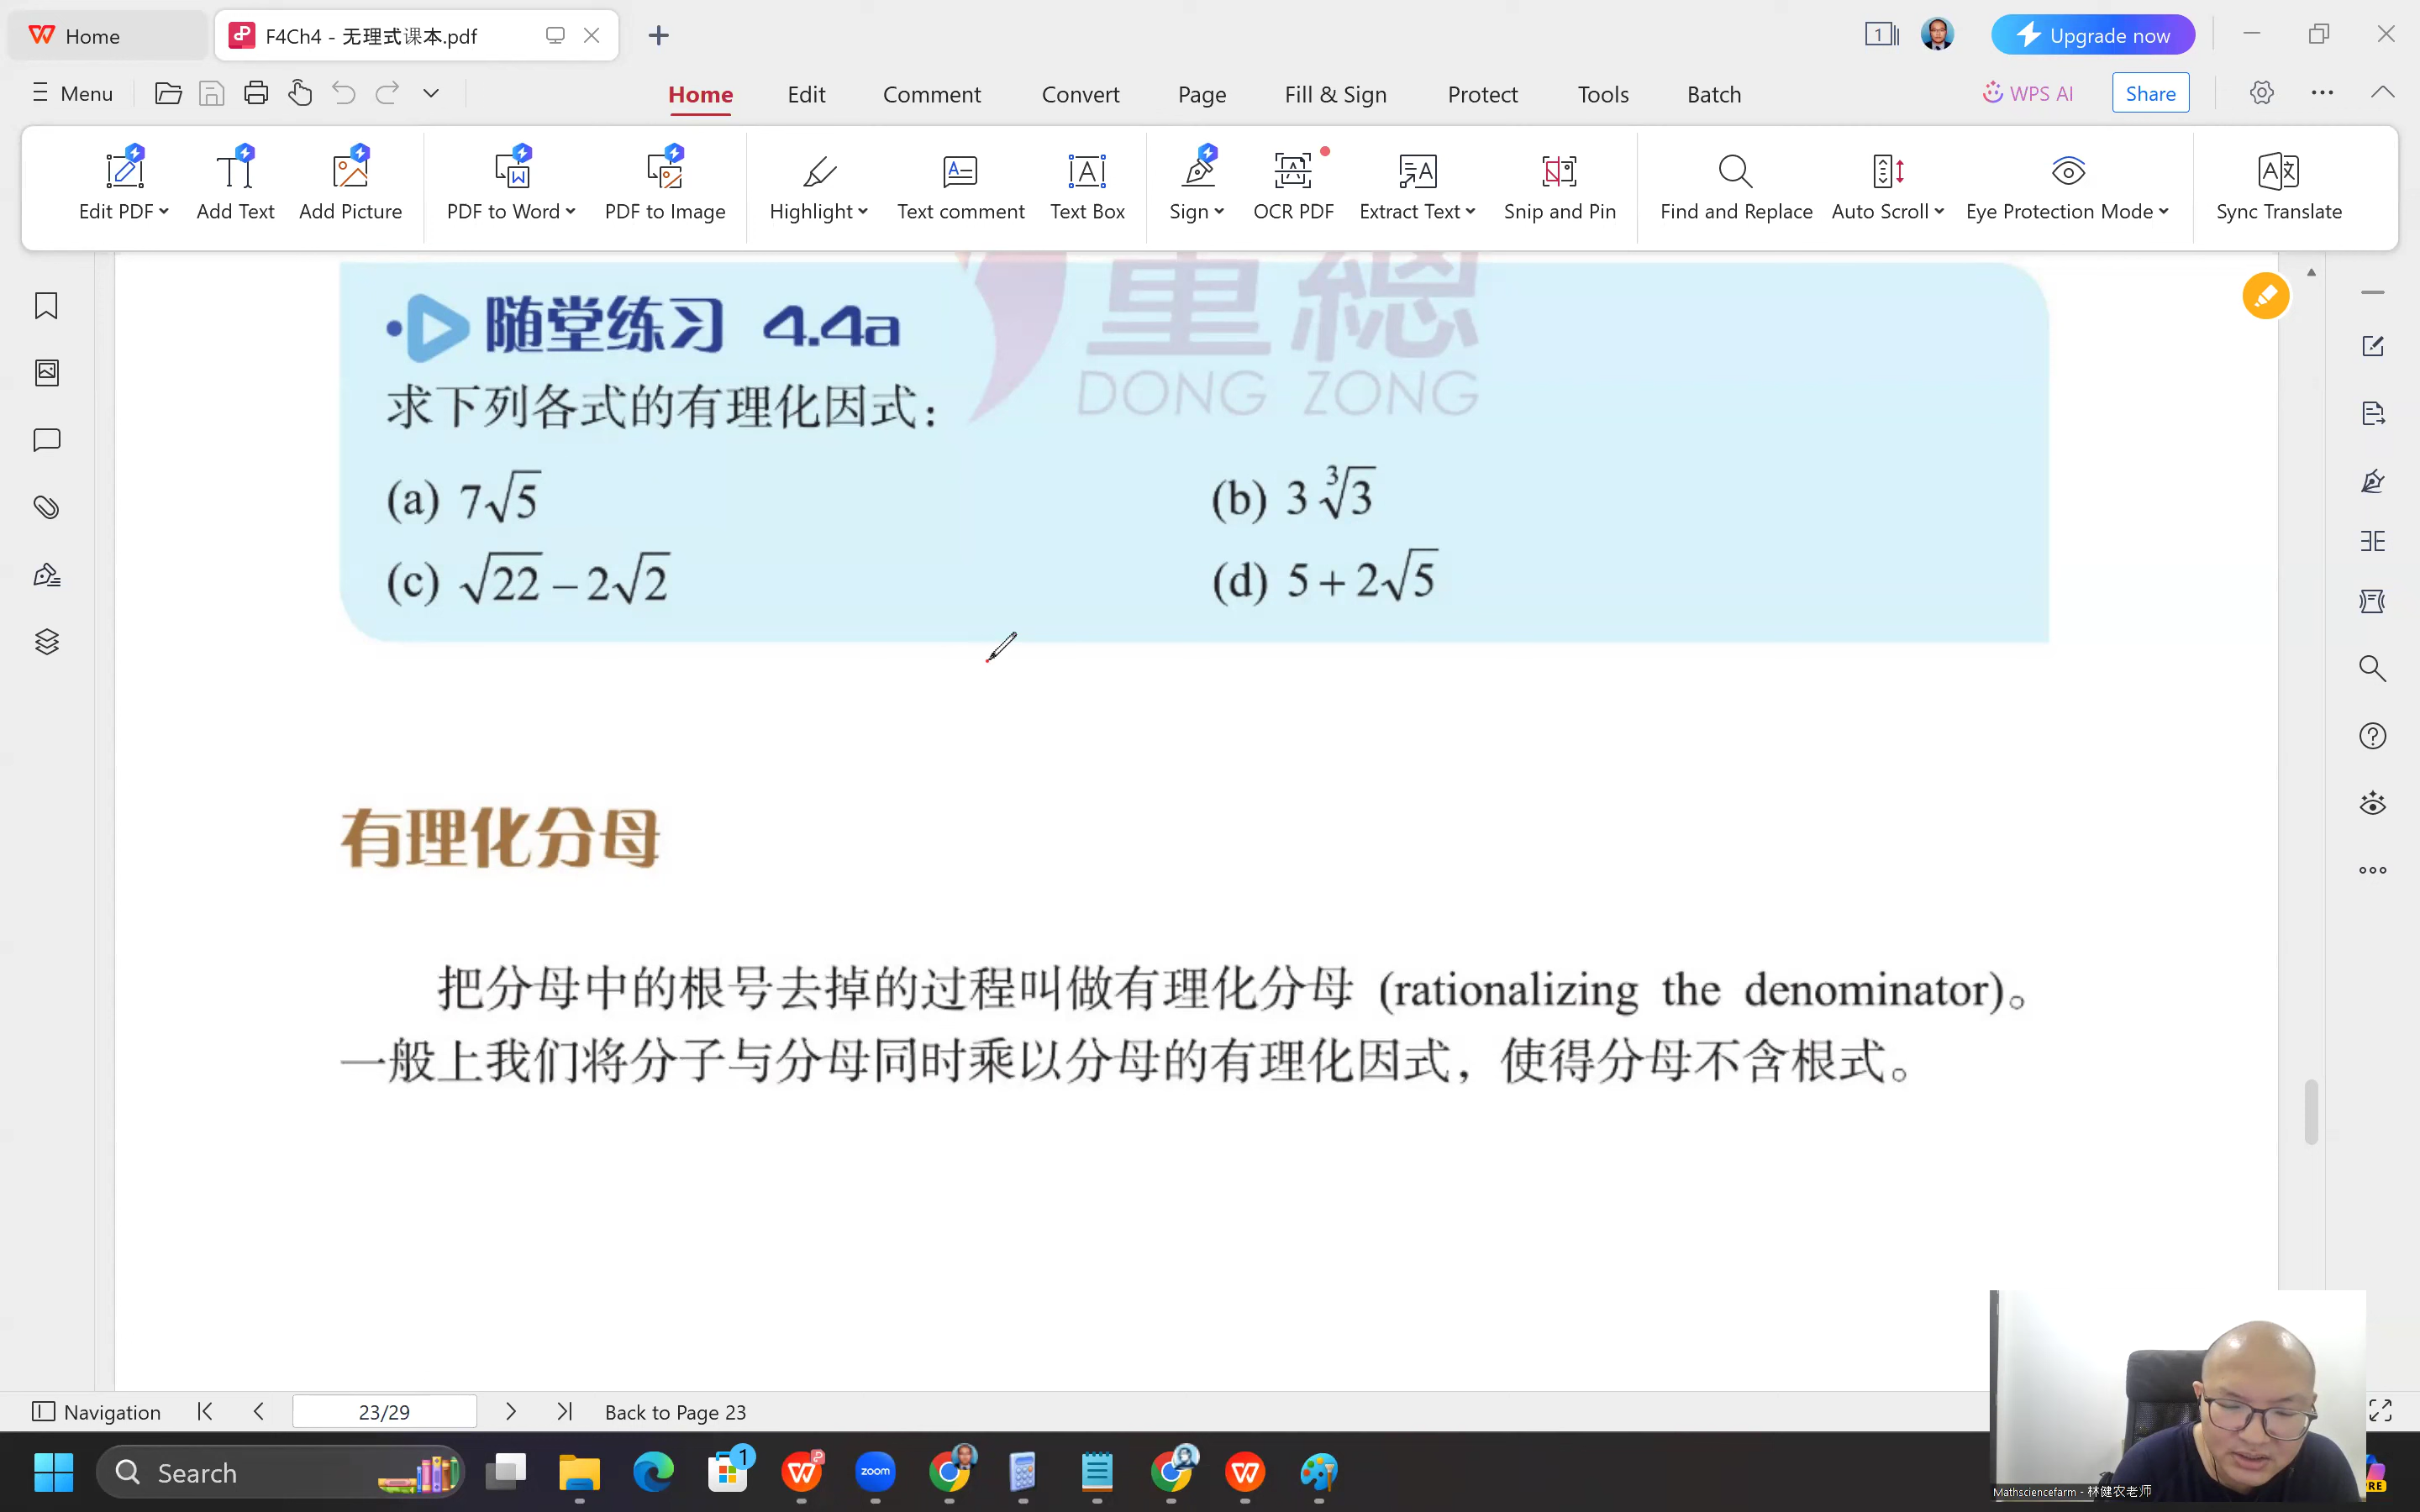 Home
F4Ch4 - 无理式课本.pdf
1
Upgrade now
Menu
Home Edit Comment Convert Page Fill & Sign Protect Tools Batch
WPS AI
Share
Edit PDF Add Text Add Picture PDF to Word PDF to Image Highlight Text comment Text Box Sign OCR PDF Extract Text Snip and Pin Find and Replace Auto Scroll Eye Protection Mode Sync Translate
董總
DONG ZONG
随堂练习 4.4a
求下列各式的有理化因式：
(a) 7√5 (b) 3 ∛3
(c) √22 – 2√2 (d) 5 + 2√5
有理化分母
把分母中的根号去掉的过程叫做有理化分母 (rationalizing the denominator)。
一般上我们将分子与分母同时乘以分母的有理化因式，使得分母不含根式。
Navigation
23/29
Back to Page 23
Search
1
zoom
Mathsciencefarm - 林健农老师
PRE